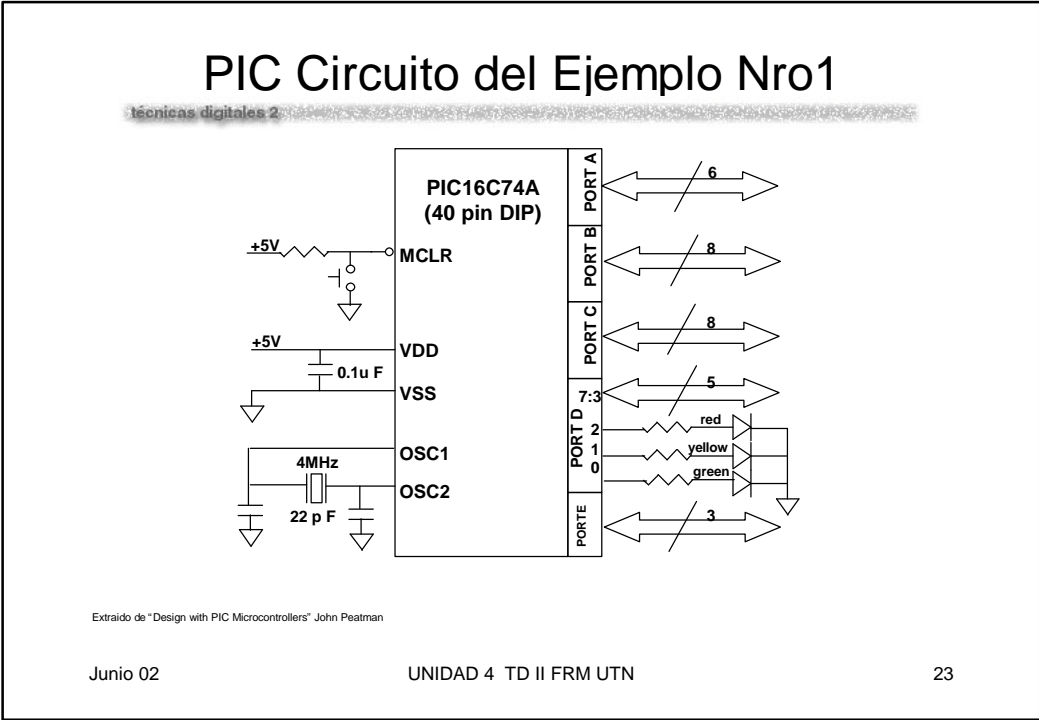 PIC Circuito del Ejemplo Nro1
técnicas digitales 2
PIC16C74A
(40 pin DIP)
+5V
MCLR
+5V
VDD
0.1u F
VSS
OSC1
4MHz
OSC2
22 p F
PORT A
6
PORT B
8
PORT C
8
PORT D
7:3
5
2
red
1
yellow
0
green
PORTE
3
Extraido de “Design with PIC Microcontrollers” John Peatman
Junio 02
UNIDAD 4 TD II FRM UTN
23